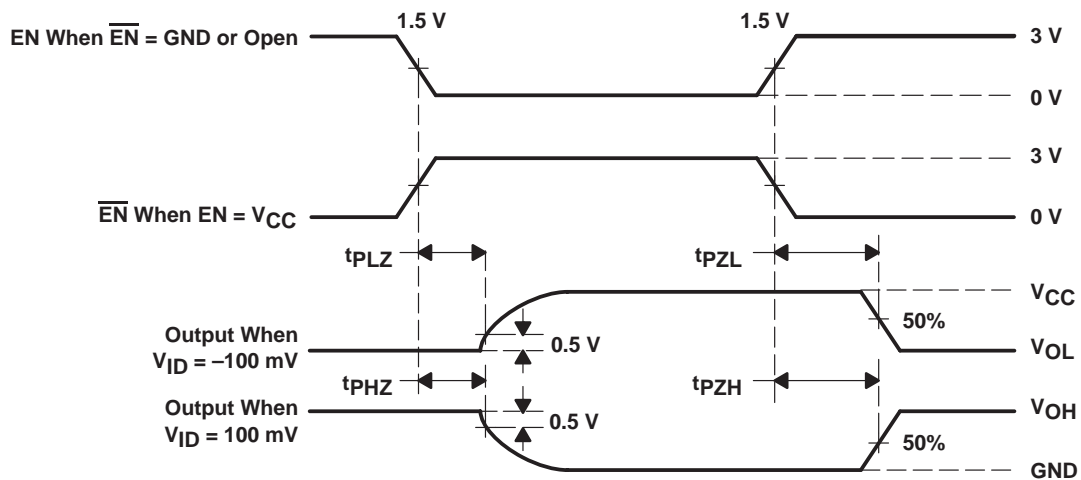 1.5 V 1.5 V
EN When E̅N̅ = GND or Open 3 V
0 V
3 V
E̅N̅ When EN = VCC 0 V
tPLZ tPZL
VCC
50%
Output When
VID = –100 mV 0.5 V VOL
tPHZ tPZH
Output When VOH
VID = 100 mV 0.5 V 50%
GND